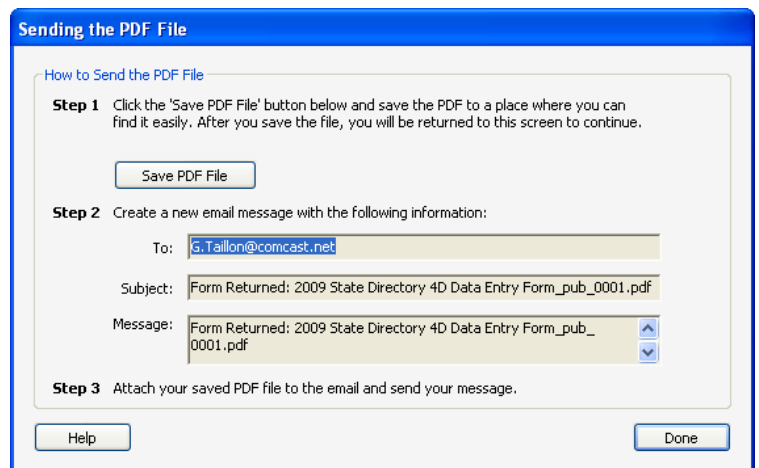 Sending the PDF File
How to Send the PDF File
Step 1 Click the 'Save PDF File' button below and save the PDF to a place where you can
find it easily. After you save the file, you will be returned to this screen to continue.
Save PDF File
Step 2 Create a new email message with the following information:
To: G.Taillon@comcast.net
Subject: Form Returned: 2009 State Directory 4D Data Entry Form_pub_0001.pdf
Message: Form Returned: 2009 State Directory 4D Data Entry Form_pub_
0001.pdf
Step 3 Attach your saved PDF file to the email and send your message.
Help Done